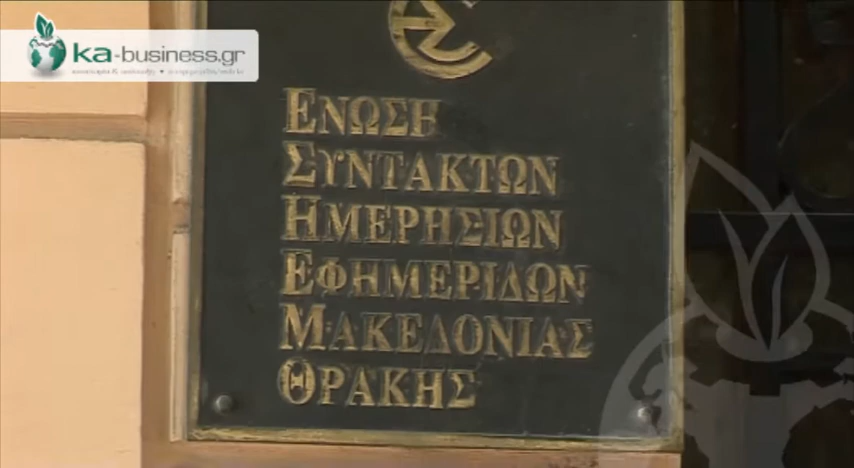 ka-business.gr
ΕΝΩΣΗ
ΣΥΝΤΑΚΤΩΝ
ΗΜΕΡΗΣΙΩΝ
ΕΦΗΜΕΡΙΔΩΝ
ΜΑΚΕΔΟΝΙΑΣ
ΘΡΑΚΗΣ